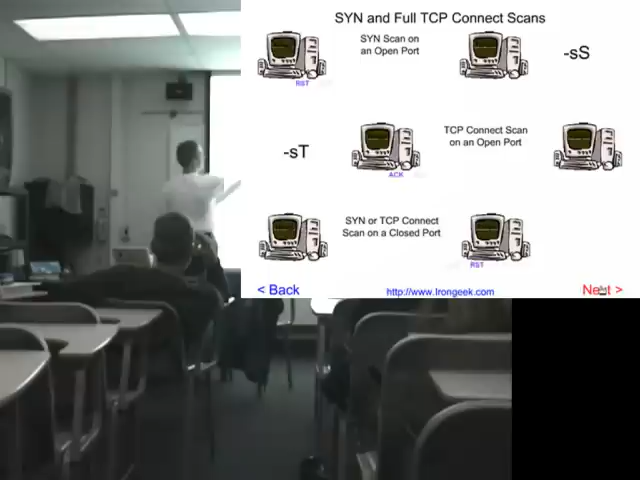 SYN and Full TCP Connect Scans
SYN Scan on
an Open Port
-sS
RST
-sT
TCP Connect Scan
on an Open Port
ACK
SYN or TCP Connect
Scan on a Closed Port
RST
< Back
http://www.Irongeek.com
Next >